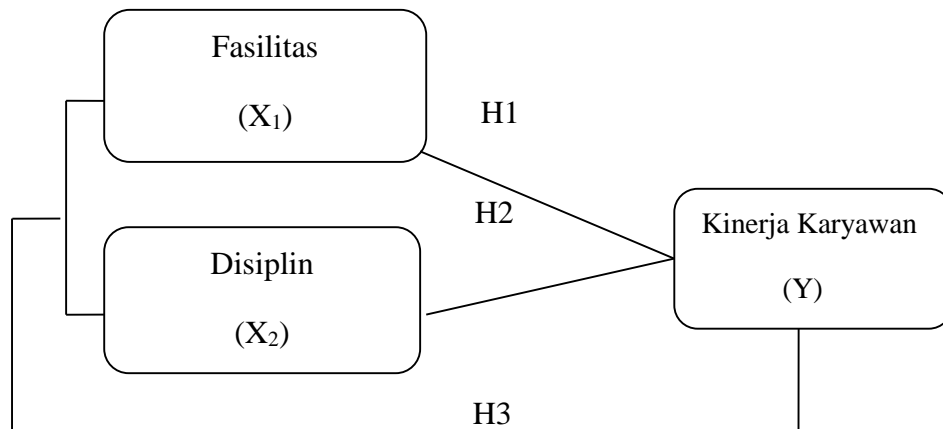 Fasilitas
(X₁)
H1
H2
Kinerja Karyawan
(Y)
Disiplin
(X₂)
H3